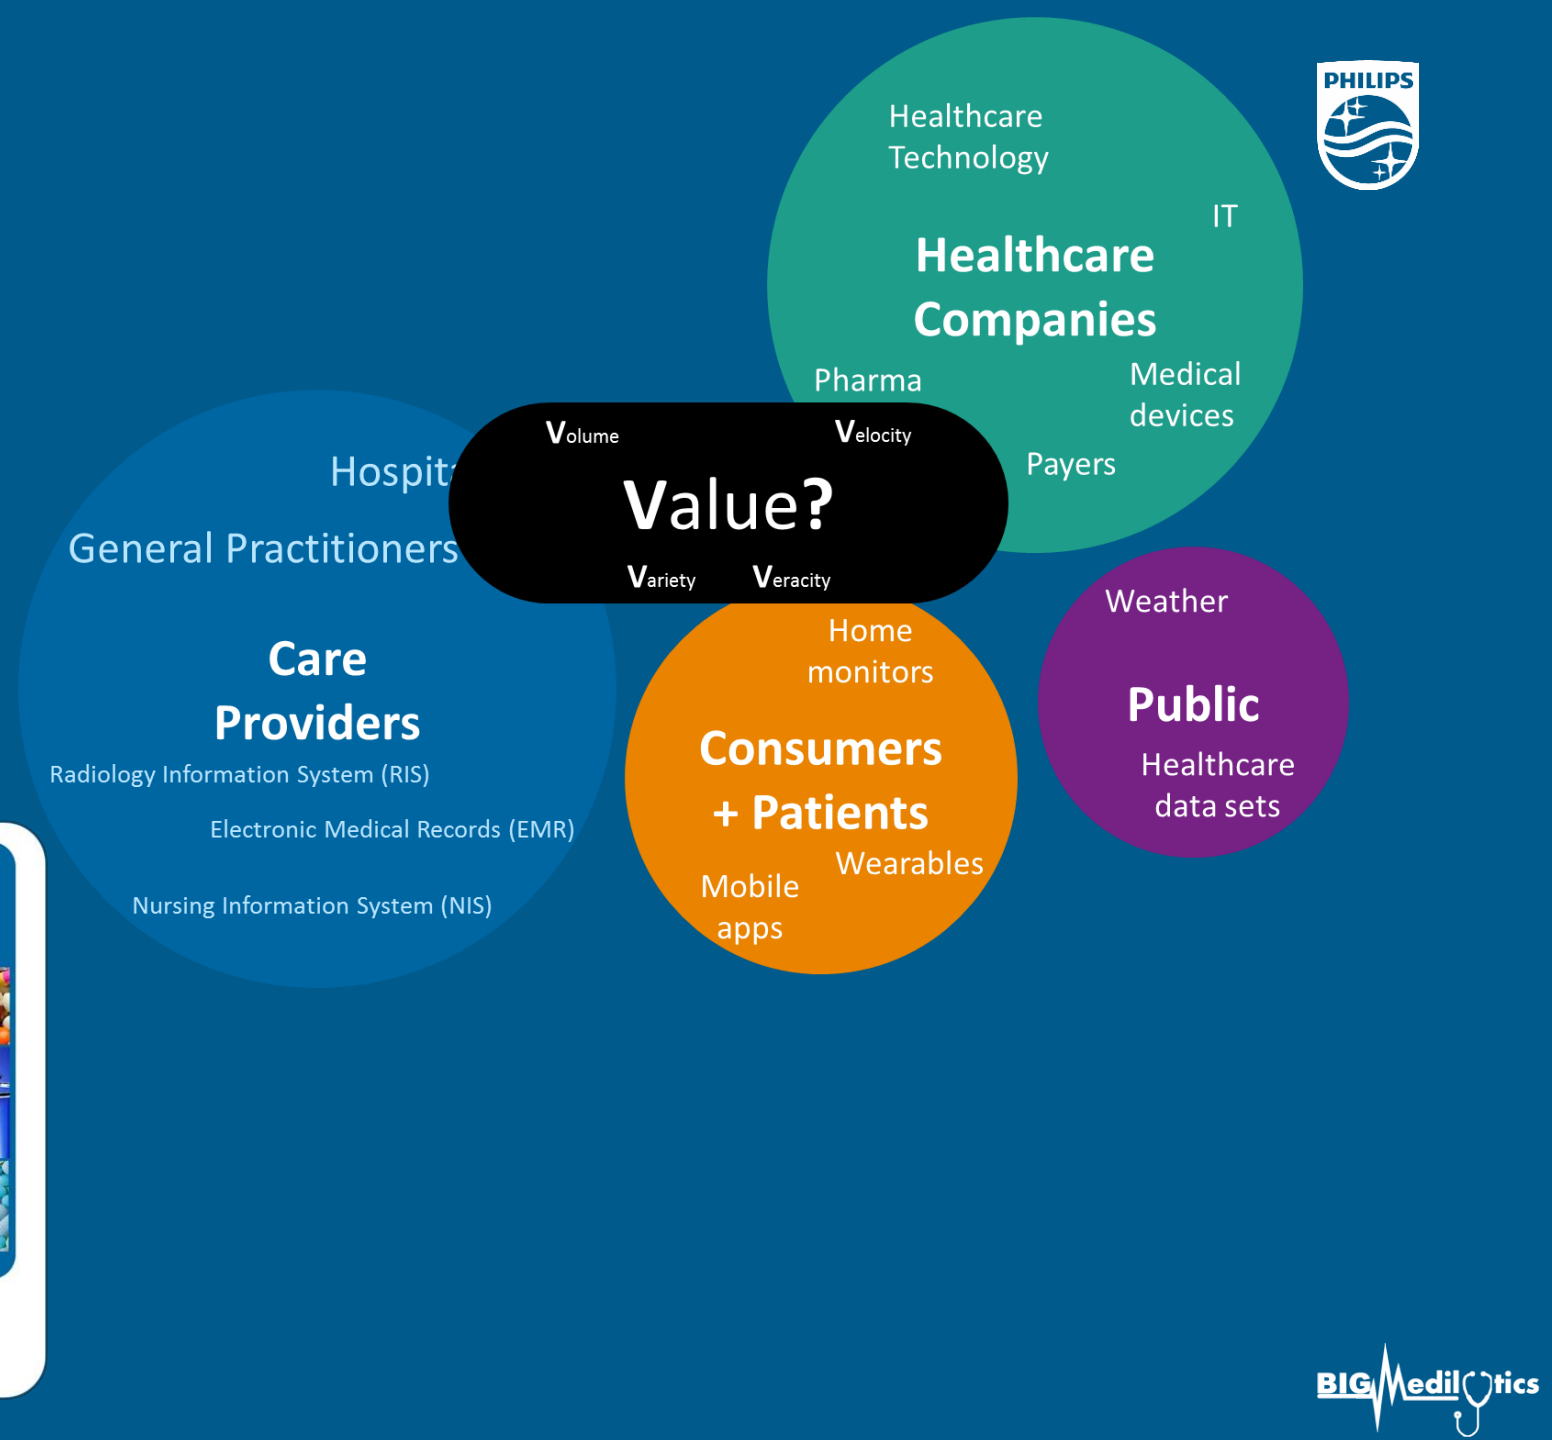 PHILIPS
Healthcare
Technology
IT
Healthcare
Companies
Pharma
Medical
devices
Payers
Volume
Velocity
Value?
Variety
Veracity
General Practitioners
Care
Providers
Radiology Information System (RIS)
Electronic Medical Records (EMR)
Nursing Information System (NIS)
Home
monitors
Consumers
+ Patients
Wearables
Mobile
apps
Weather
Public
Healthcare
data sets
BIGMedilytics